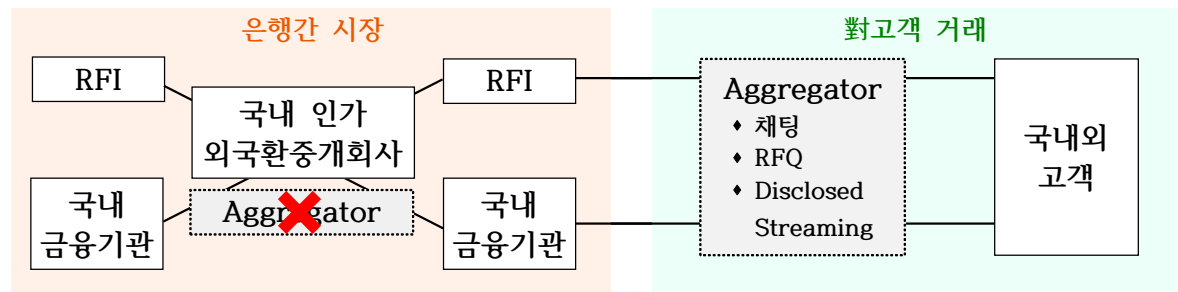 은행간 시장
RFI
국내 인가
외국환중개회사
RFI
국내
금융기관
Aggregator
국내
금융기관
對고객 거래
Aggregator
♦ 채팅
♦ RFQ
♦ Disclosed
Streaming
국내외
고객